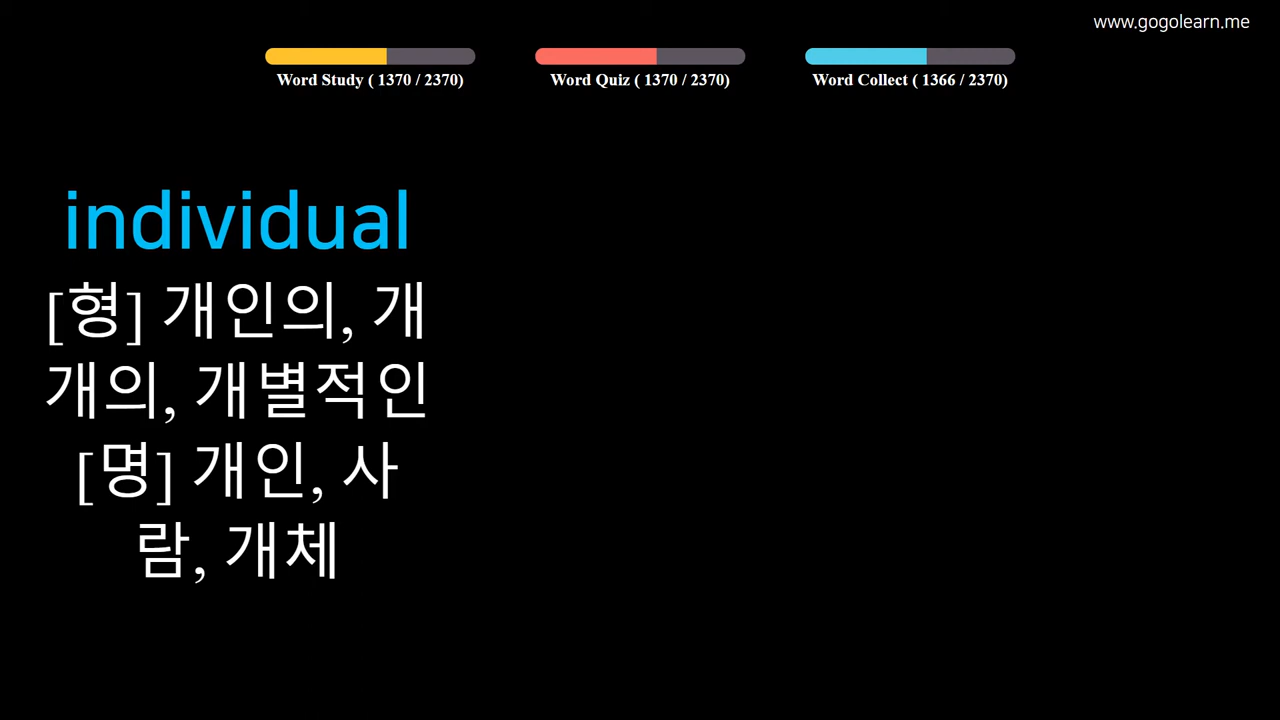 www.gogolearn.me
Word Study ( 1370 / 2370)
Word Quiz ( 1370 / 2370)
Word Collect ( 1366 / 2370)
individual
[형] 개인의, 개
개의, 개별적인
[명] 개인, 사
람, 개체